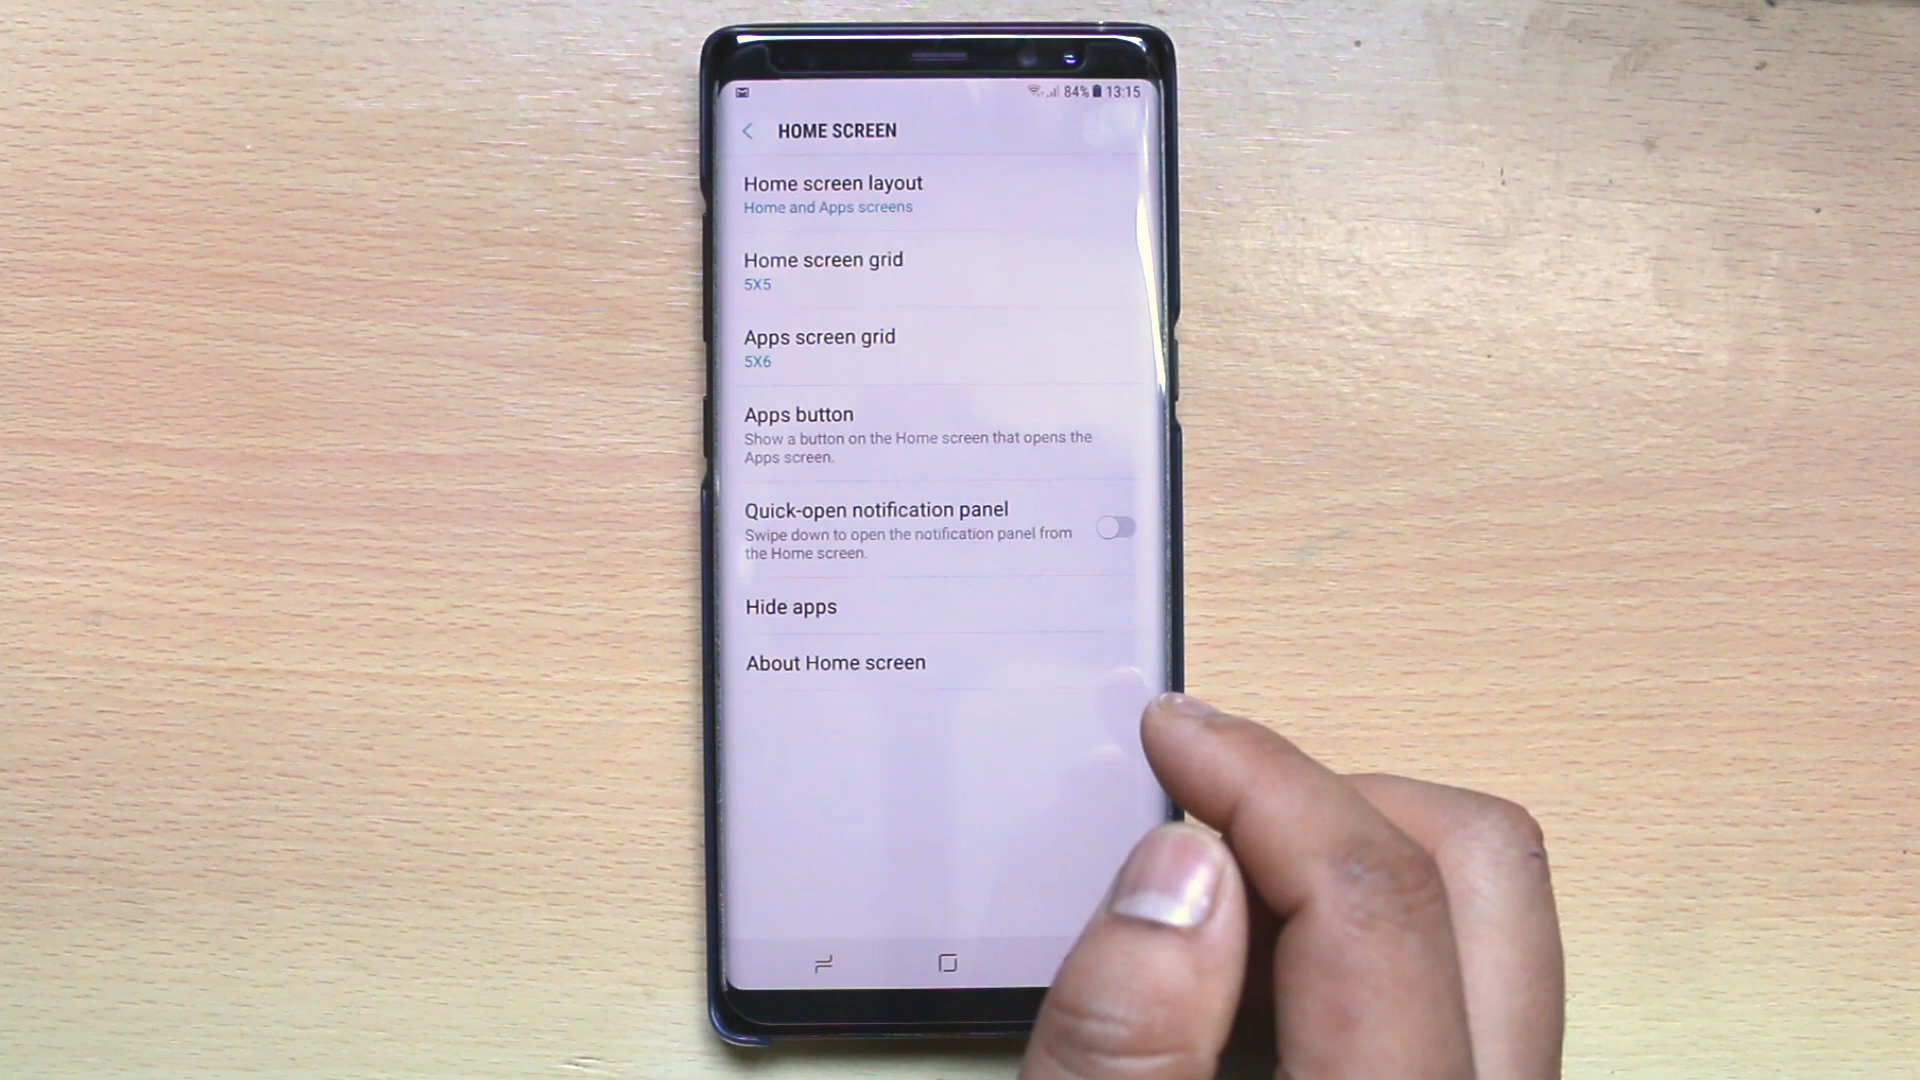 84% 13:15
HOME SCREEN
Home screen layout
Home and Apps screens
Home screen grid
5X5
Apps screen grid
5X6
Apps button
Show a button on the Home screen that opens the
Apps screen.
Quick-open notification panel
Swipe down to open the notification panel from
the Home screen.
Hide apps
About Home screen